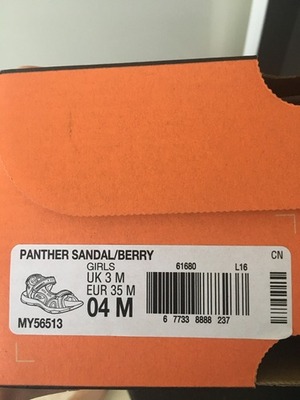 PANTHER SANDAL/BERRY CN
GIRLS
UK 3 M
EUR 35 M
04 M
MY56513
61680 L16
6 7733 8888 237